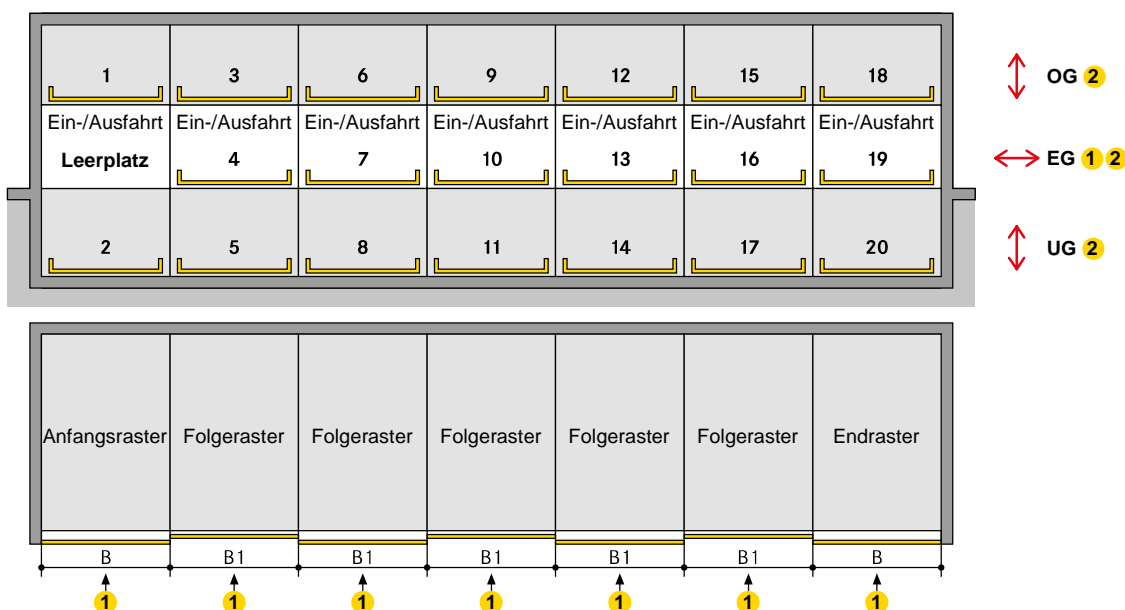 1 3 6 9 12 15 18
OG 2
Ein-/Ausfahrt Ein-/Ausfahrt Ein-/Ausfahrt Ein-/Ausfahrt Ein-/Ausfahrt Ein-/Ausfahrt Ein-/Ausfahrt
Leerplatz 4 7 10 13 16 19
EG 1 2
2 5 8 11 14 17 20
UG 2
Anfangsraster Folgeraster Folgeraster Folgeraster Folgeraster Folgeraster Endraster
B B1 B1 B1 B1 B1 B
1 1 1 1 1 1 1